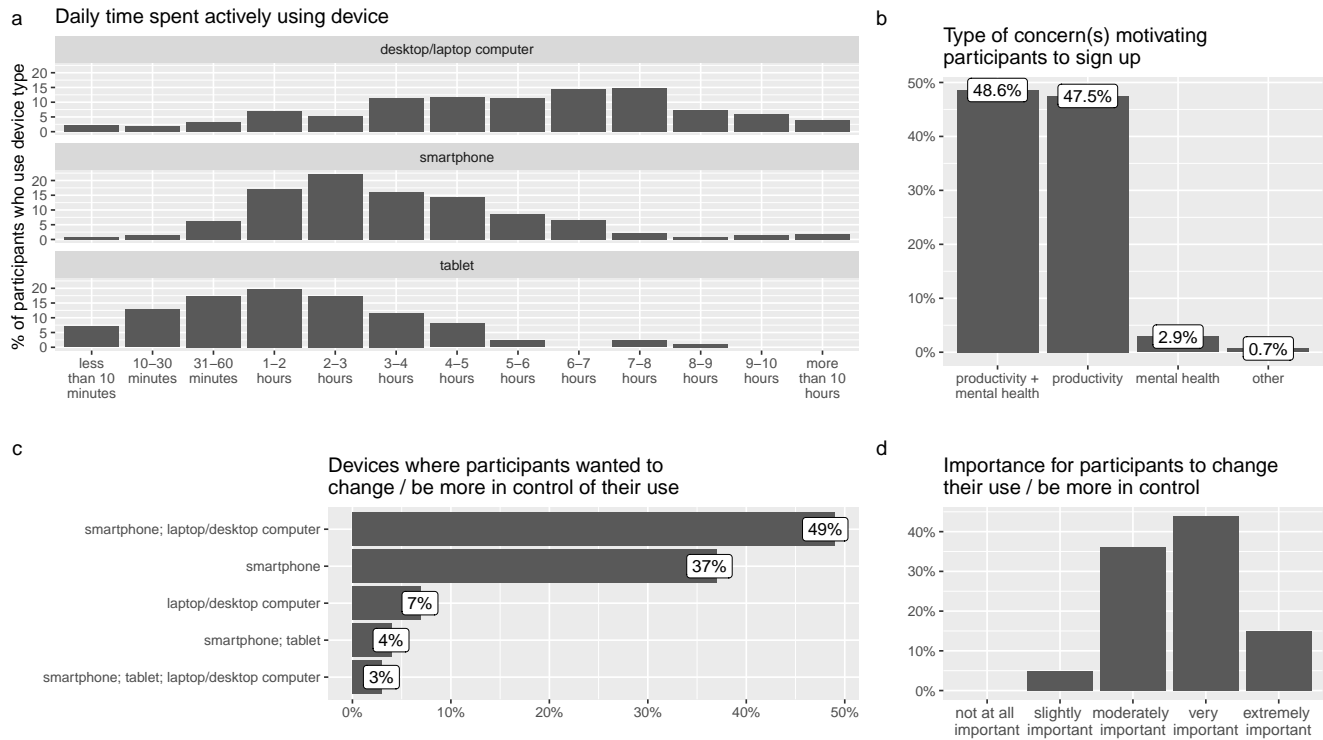 a
Daily time spent actively using device
% of participants who use device type
desktop/laptop computer
20
15
10
5
0
smartphone
20
15
10
5
0
tablet
20
15
10
5
0
less than 10 minutes
10–30 minutes
31–60 minutes
1–2 hours
2–3 hours
3–4 hours
4–5 hours
5–6 hours
6–7 hours
7–8 hours
8–9 hours
9–10 hours
more than 10 hours
b
Type of concern(s) motivating
participants to sign up
50%
40%
30%
20%
10%
0%
48.6%
47.5%
2.9%
0.7%
productivity +
mental health
productivity
mental health
other
c
Devices where participants wanted to
change / be more in control of their use
smartphone; laptop/desktop computer
49%
smartphone
37%
laptop/desktop computer
7%
smartphone; tablet
4%
smartphone; tablet; laptop/desktop computer
3%
0%
10%
20%
30%
40%
50%
d
Importance for participants to change
their use / be more in control
40%
30%
20%
10%
0%
not at all
important
slightly
important
moderately
important
very
important
extremely
important